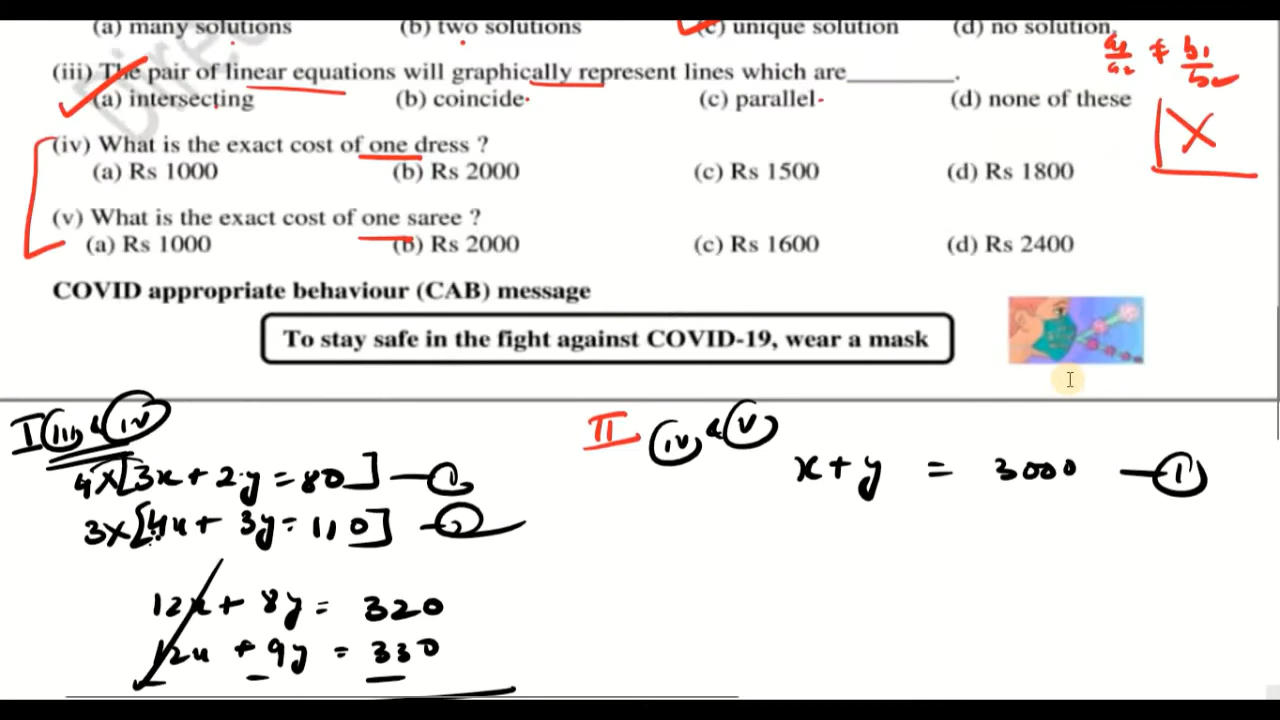 (a) many solutions (b) two solutions (c) unique solution (d) no solution
(iii) The pair of linear equations will graphically represent lines which are________.
(a) intersecting (b) coincide (c) parallel (d) none of these
a1/a2 ≠ b1/b2
(iv) What is the exact cost of one dress ?
(a) Rs 1000 (b) Rs 2000 (c) Rs 1500 (d) Rs 1800
(v) What is the exact cost of one saree ?
(a) Rs 1000 (b) Rs 2000 (c) Rs 1600 (d) Rs 2400
COVID appropriate behaviour (CAB) message
To stay safe in the fight against COVID-19, wear a mask
I (iii) & (iv)
4x[3x + 2y = 80] — (1)
3x[4x + 3y = 110] — (2)
12x + 8y = 320
12x + 9y = 330
II (iv) & (v)
x + y = 3000 — (1)